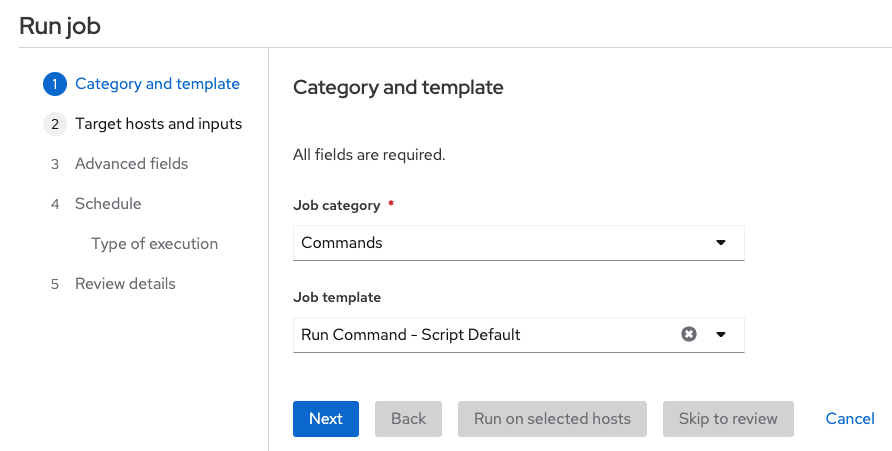 Run job
1 Category and template
2 Target hosts and inputs
3 Advanced fields
4 Schedule
Type of execution
5 Review details
Category and template
All fields are required.
Job category *
Commands
Job template
Run Command - Script Default
Next Back Run on selected hosts Skip to review Cancel